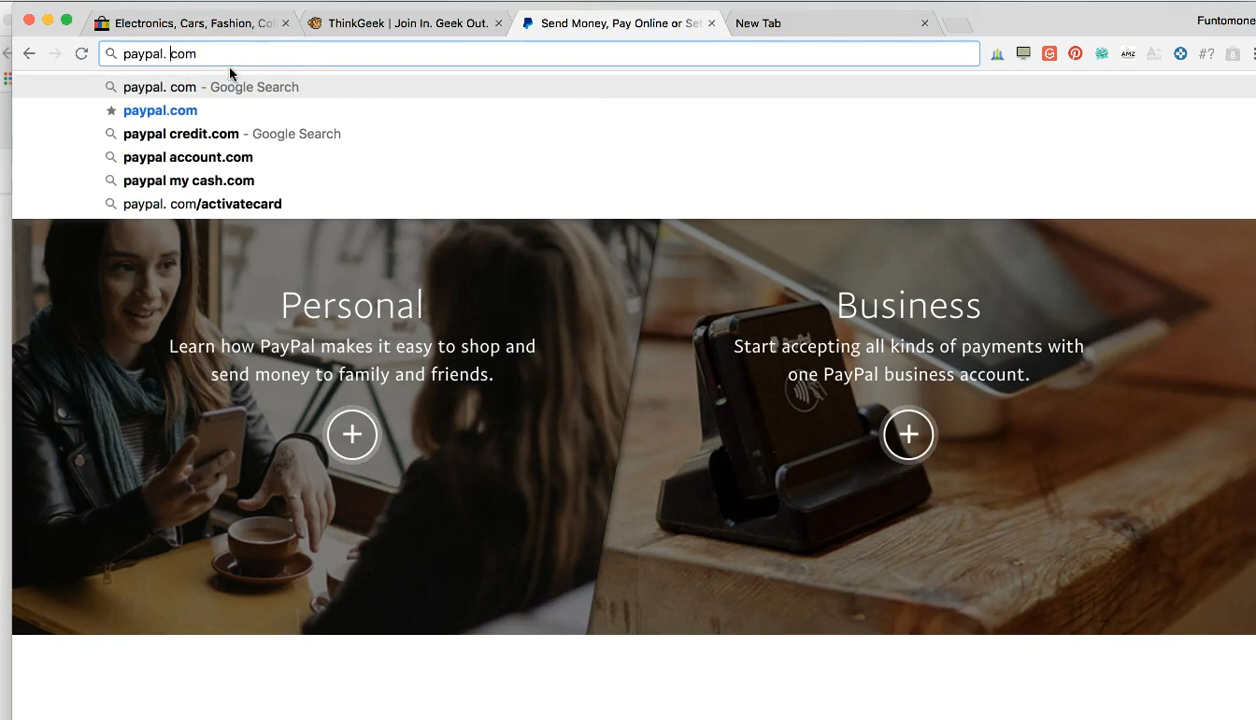 Electronics, Cars, Fashion, Col
ThinkGeek | Join In. Geek Out.
Send Money, Pay Online or Set
New Tab
Funtomone
paypal. com
AMZ
#?
paypal. com - Google Search
paypal.com
paypal credit.com - Google Search
paypal account.com
paypal my cash.com
paypal. com/activatecard
Personal
Learn how PayPal makes it easy to shop and
send money to family and friends.
Business
Start accepting all kinds of payments with
one PayPal business account.